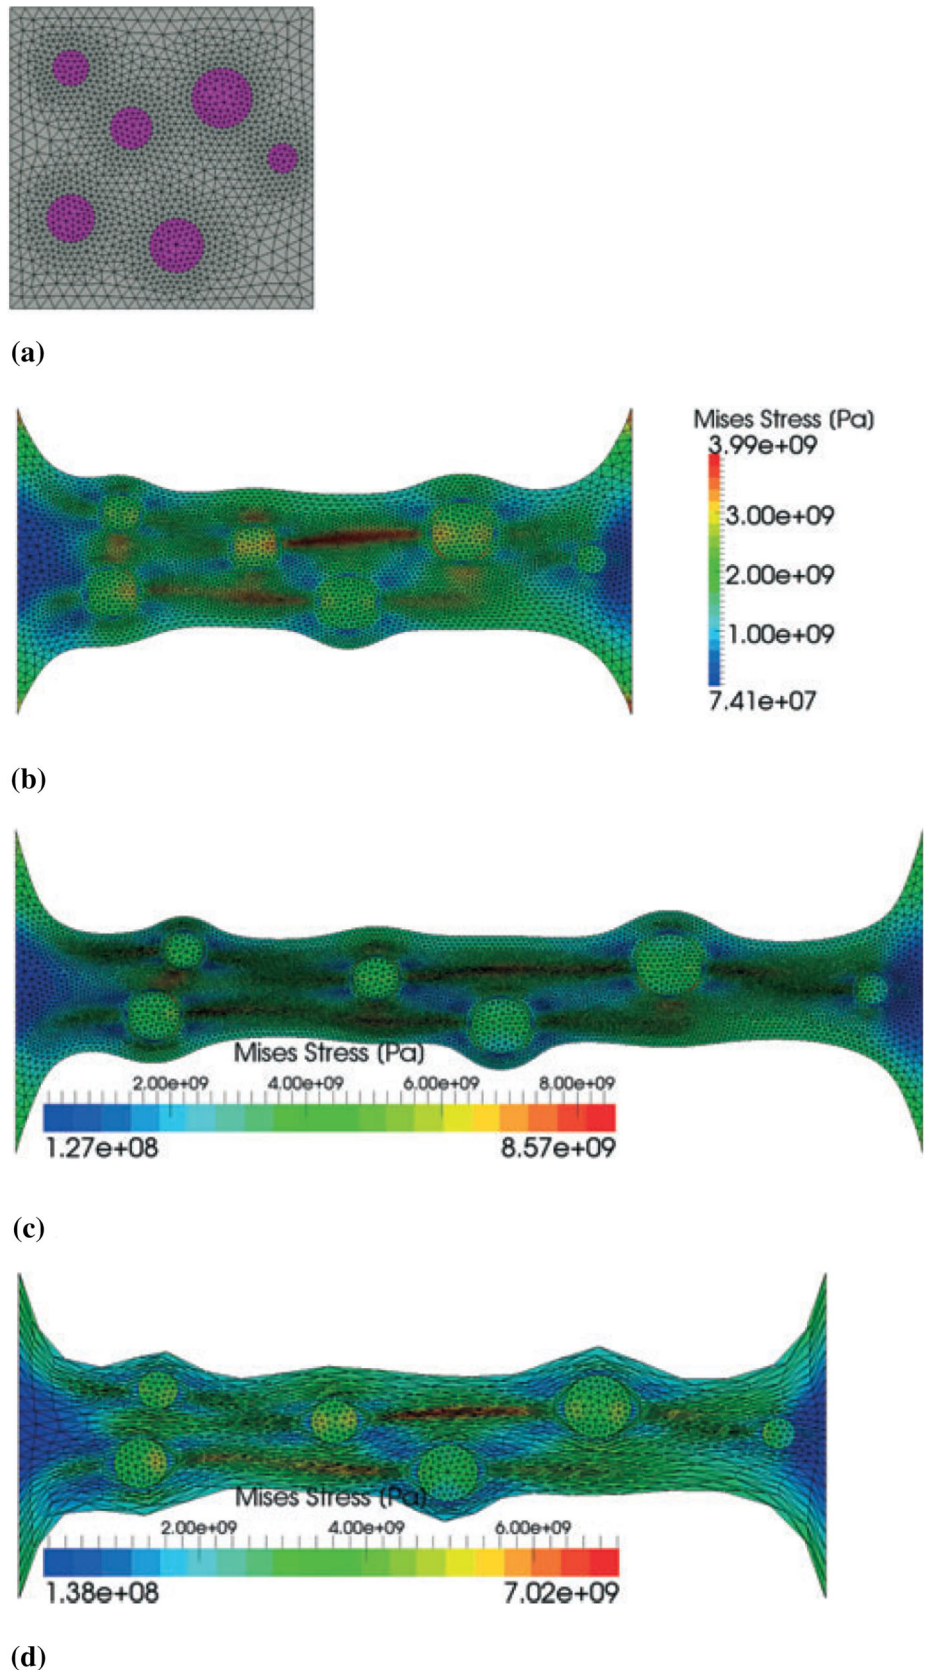 (a)
Mises Stress (Pa)
3.99e+09
3.00e+09
2.00e+09
1.00e+09
7.41e+07
(b)
Mises Stress (Pa)
2.00e+09 4.00e+09 6.00e+09 8.00e+09
1.27e+08 8.57e+09
(c)
Mises Stress (Pa)
2.00e+09 4.00e+09 6.00e+09
1.38e+08 7.02e+09
(d)